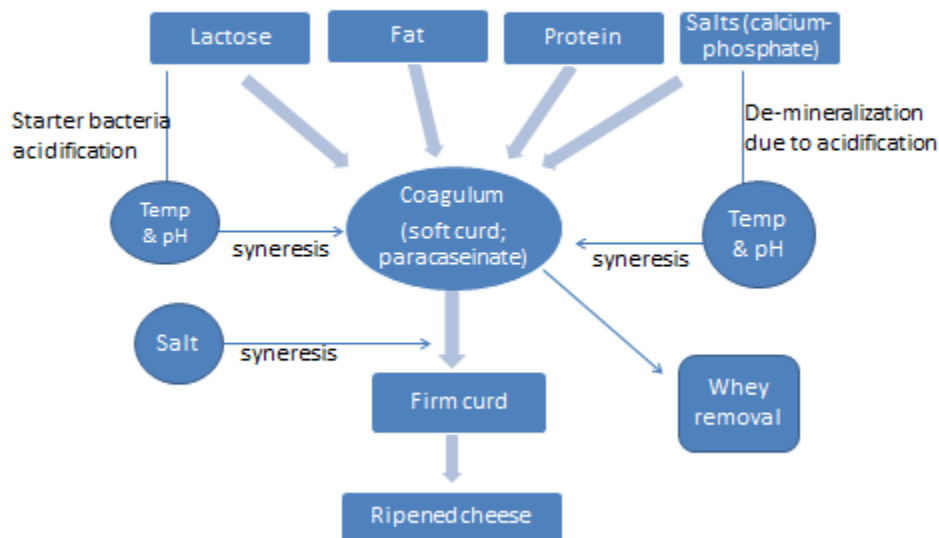 Lactose
Fat
Protein
Salts (calcium-
phosphate)
Starter bacteria
acidification
De-mineralization
due to acidification
Temp
& pH
syneresis
Coagulum
(soft curd;
paracaseinate)
syneresis
Temp
& pH
Salt
syneresis
Firm curd
Whey
removal
Ripened cheese